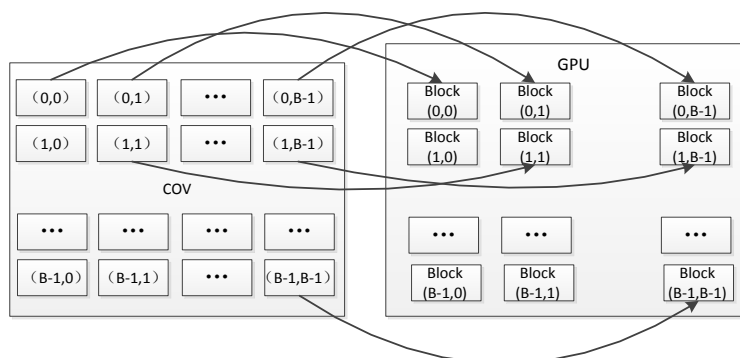 GPU
（0,0） （0,1） ••• （0,B-1）
Block Block Block
(0,0) (0,1) (0,B-1)
（1,0） （1,1） ••• （1,B-1）
Block Block Block
(1,0) (1,1) (1,B-1)
COV
••• ••• ••• •••
••• ••• •••
（B-1,0） （B-1,1） ••• （B-1,B-1）
Block Block Block
(B-1,0) (B-1,1) (B-1,B-1)